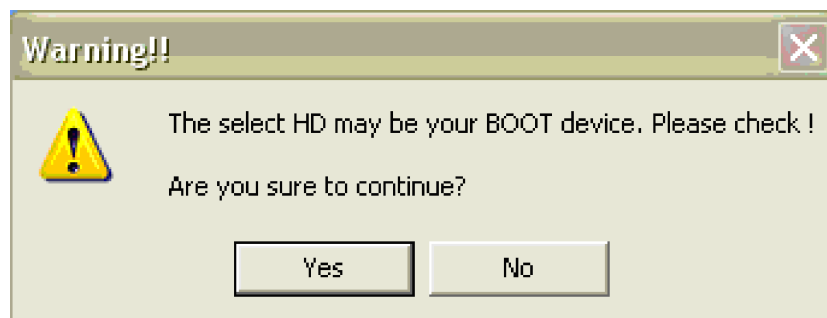 Warning!!
The select HD may be your BOOT device. Please check !
Are you sure to continue?
Yes
No